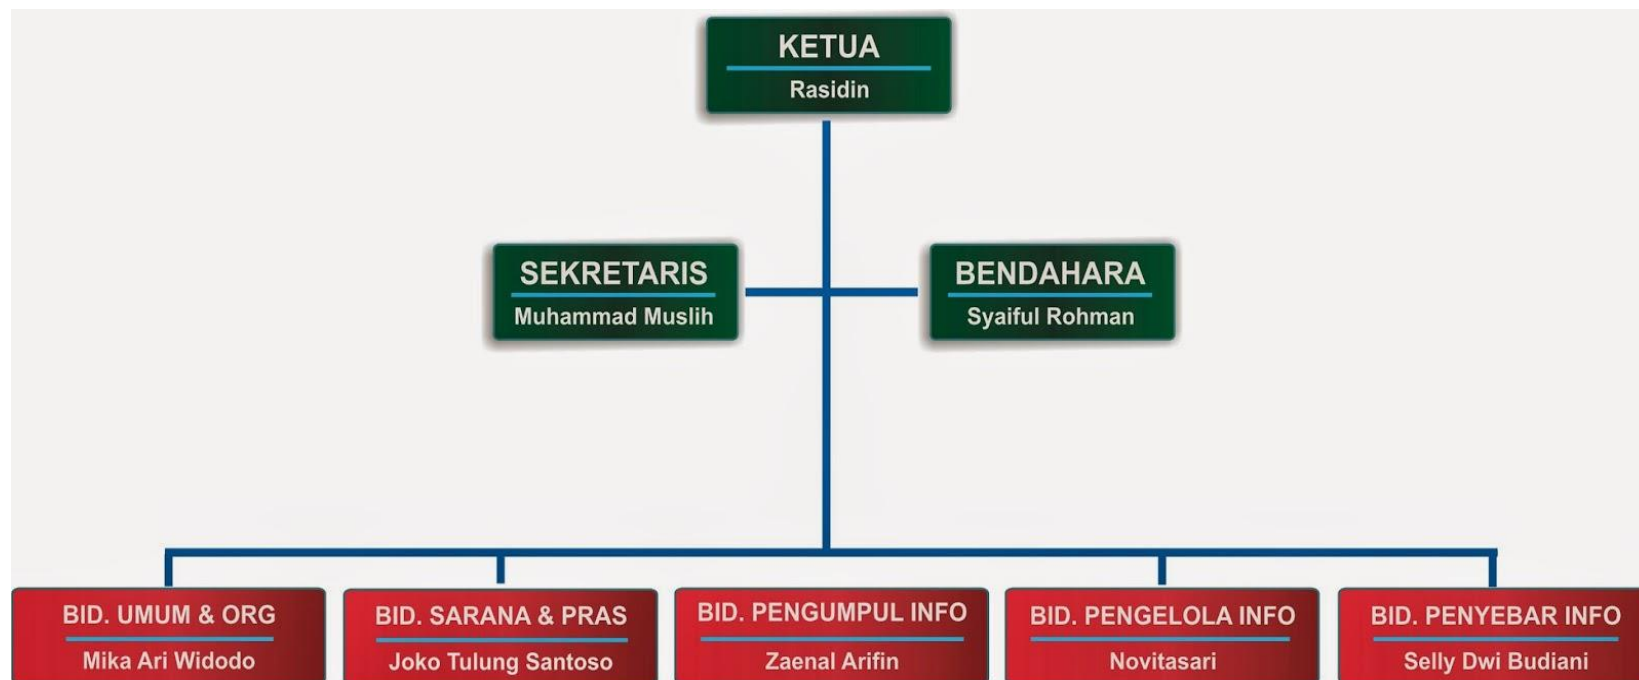 KETUA
Rasidin
SEKRETARIS
Muhammad Muslih
BENDAHARA
Syaiful Rohman
BID. UMUM & ORG
Mika Ari Widodo
BID. SARANA & PRAS
Joko Tulung Santoso
BID. PENGUMPUL INFO
Zaenal Arifin
BID. PENGELOLA INFO
Novitasari
BID. PENYEBAR INFO
Selly Dwi Budiani